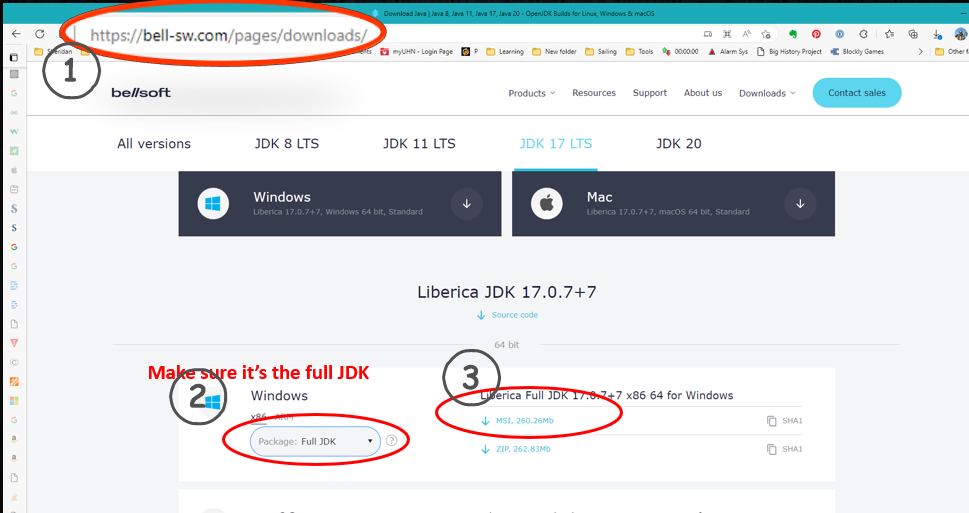 Download Java | Java 8, Java 11, Java 17, Java 20 - OpenJDK Builds for Linux, Windows & macOS
https://bell-sw.com/pages/downloads/
Sheridan
myUHN - Login Page
P
Learning
New folder
Sailing
Tools
00:00:00
Alarm Sys
Big History Project
Blockly Games
Other fa
1
bellsoft
Products
Resources
Support
About us
Downloads
Contact sales
All versions
JDK 8 LTS
JDK 11 LTS
JDK 17 LTS
JDK 20
Windows
Liberica 17.0.7+7, Windows 64 bit, Standard
Mac
Liberica 17.0.7+7, macOS 64 bit, Standard
Liberica JDK 17.0.7+7
Source code
64 bit
Make sure it's the full JDK
2
Windows
x86
Package: Full JDK
?
3
Liberica Full JDK 17.0.7+7 x86 64 for Windows
MSI, 260.26Mb
SHA1
ZIP, 262.83Mb
SHA1